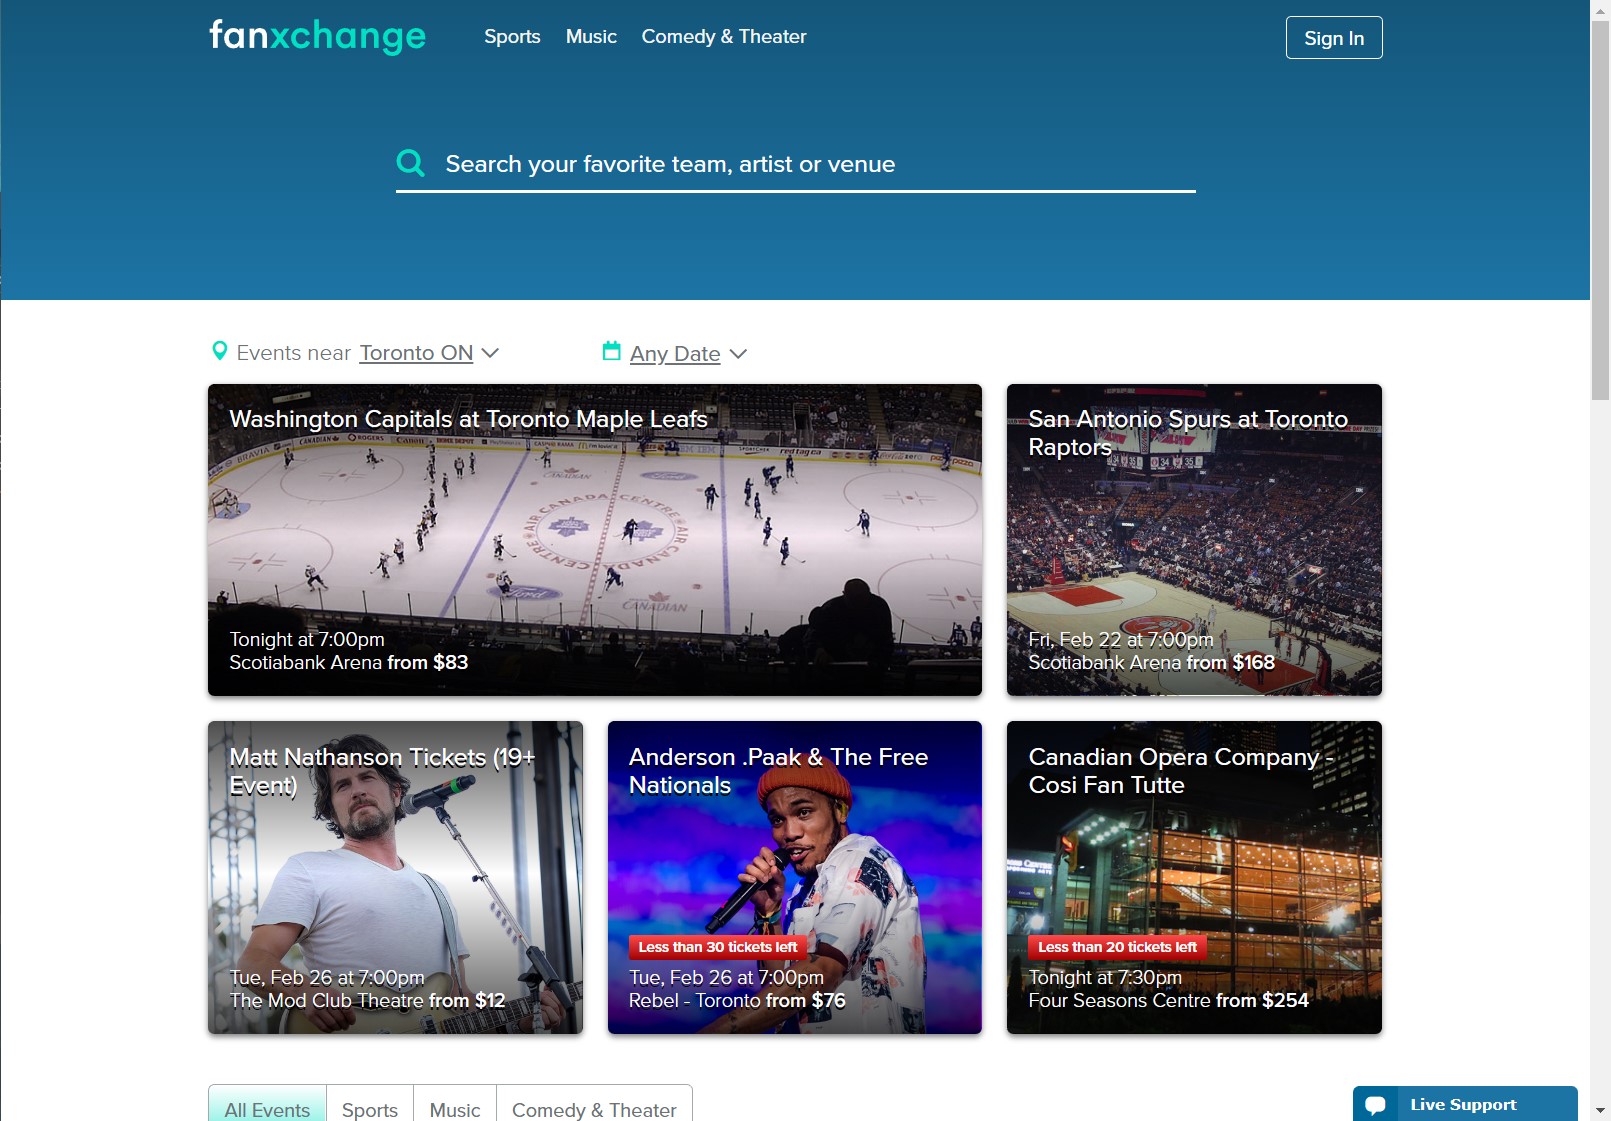 fanxchange
Sports Music Comedy & Theater
Sign In
Search your favorite team, artist or venue
Events near Toronto ON
Any Date
Washington Capitals at Toronto Maple Leafs
Tonight at 7:00pm
Scotiabank Arena from $83
San Antonio Spurs at Toronto
Raptors
Fri, Feb 22 at 7:00pm
Scotiabank Arena from $168
Matt Nathanson Tickets (19+
Event)
Tue, Feb 26 at 7:00pm
The Mod Club Theatre from $12
Anderson .Paak & The Free
Nationals
Less than 30 tickets left
Tue, Feb 26 at 7:00pm
Rebel - Toronto from $76
Canadian Opera Company -
Cosi Fan Tutte
Less than 20 tickets left
Tonight at 7:30pm
Four Seasons Centre from $254
All Events Sports Music Comedy & Theater
Live Support